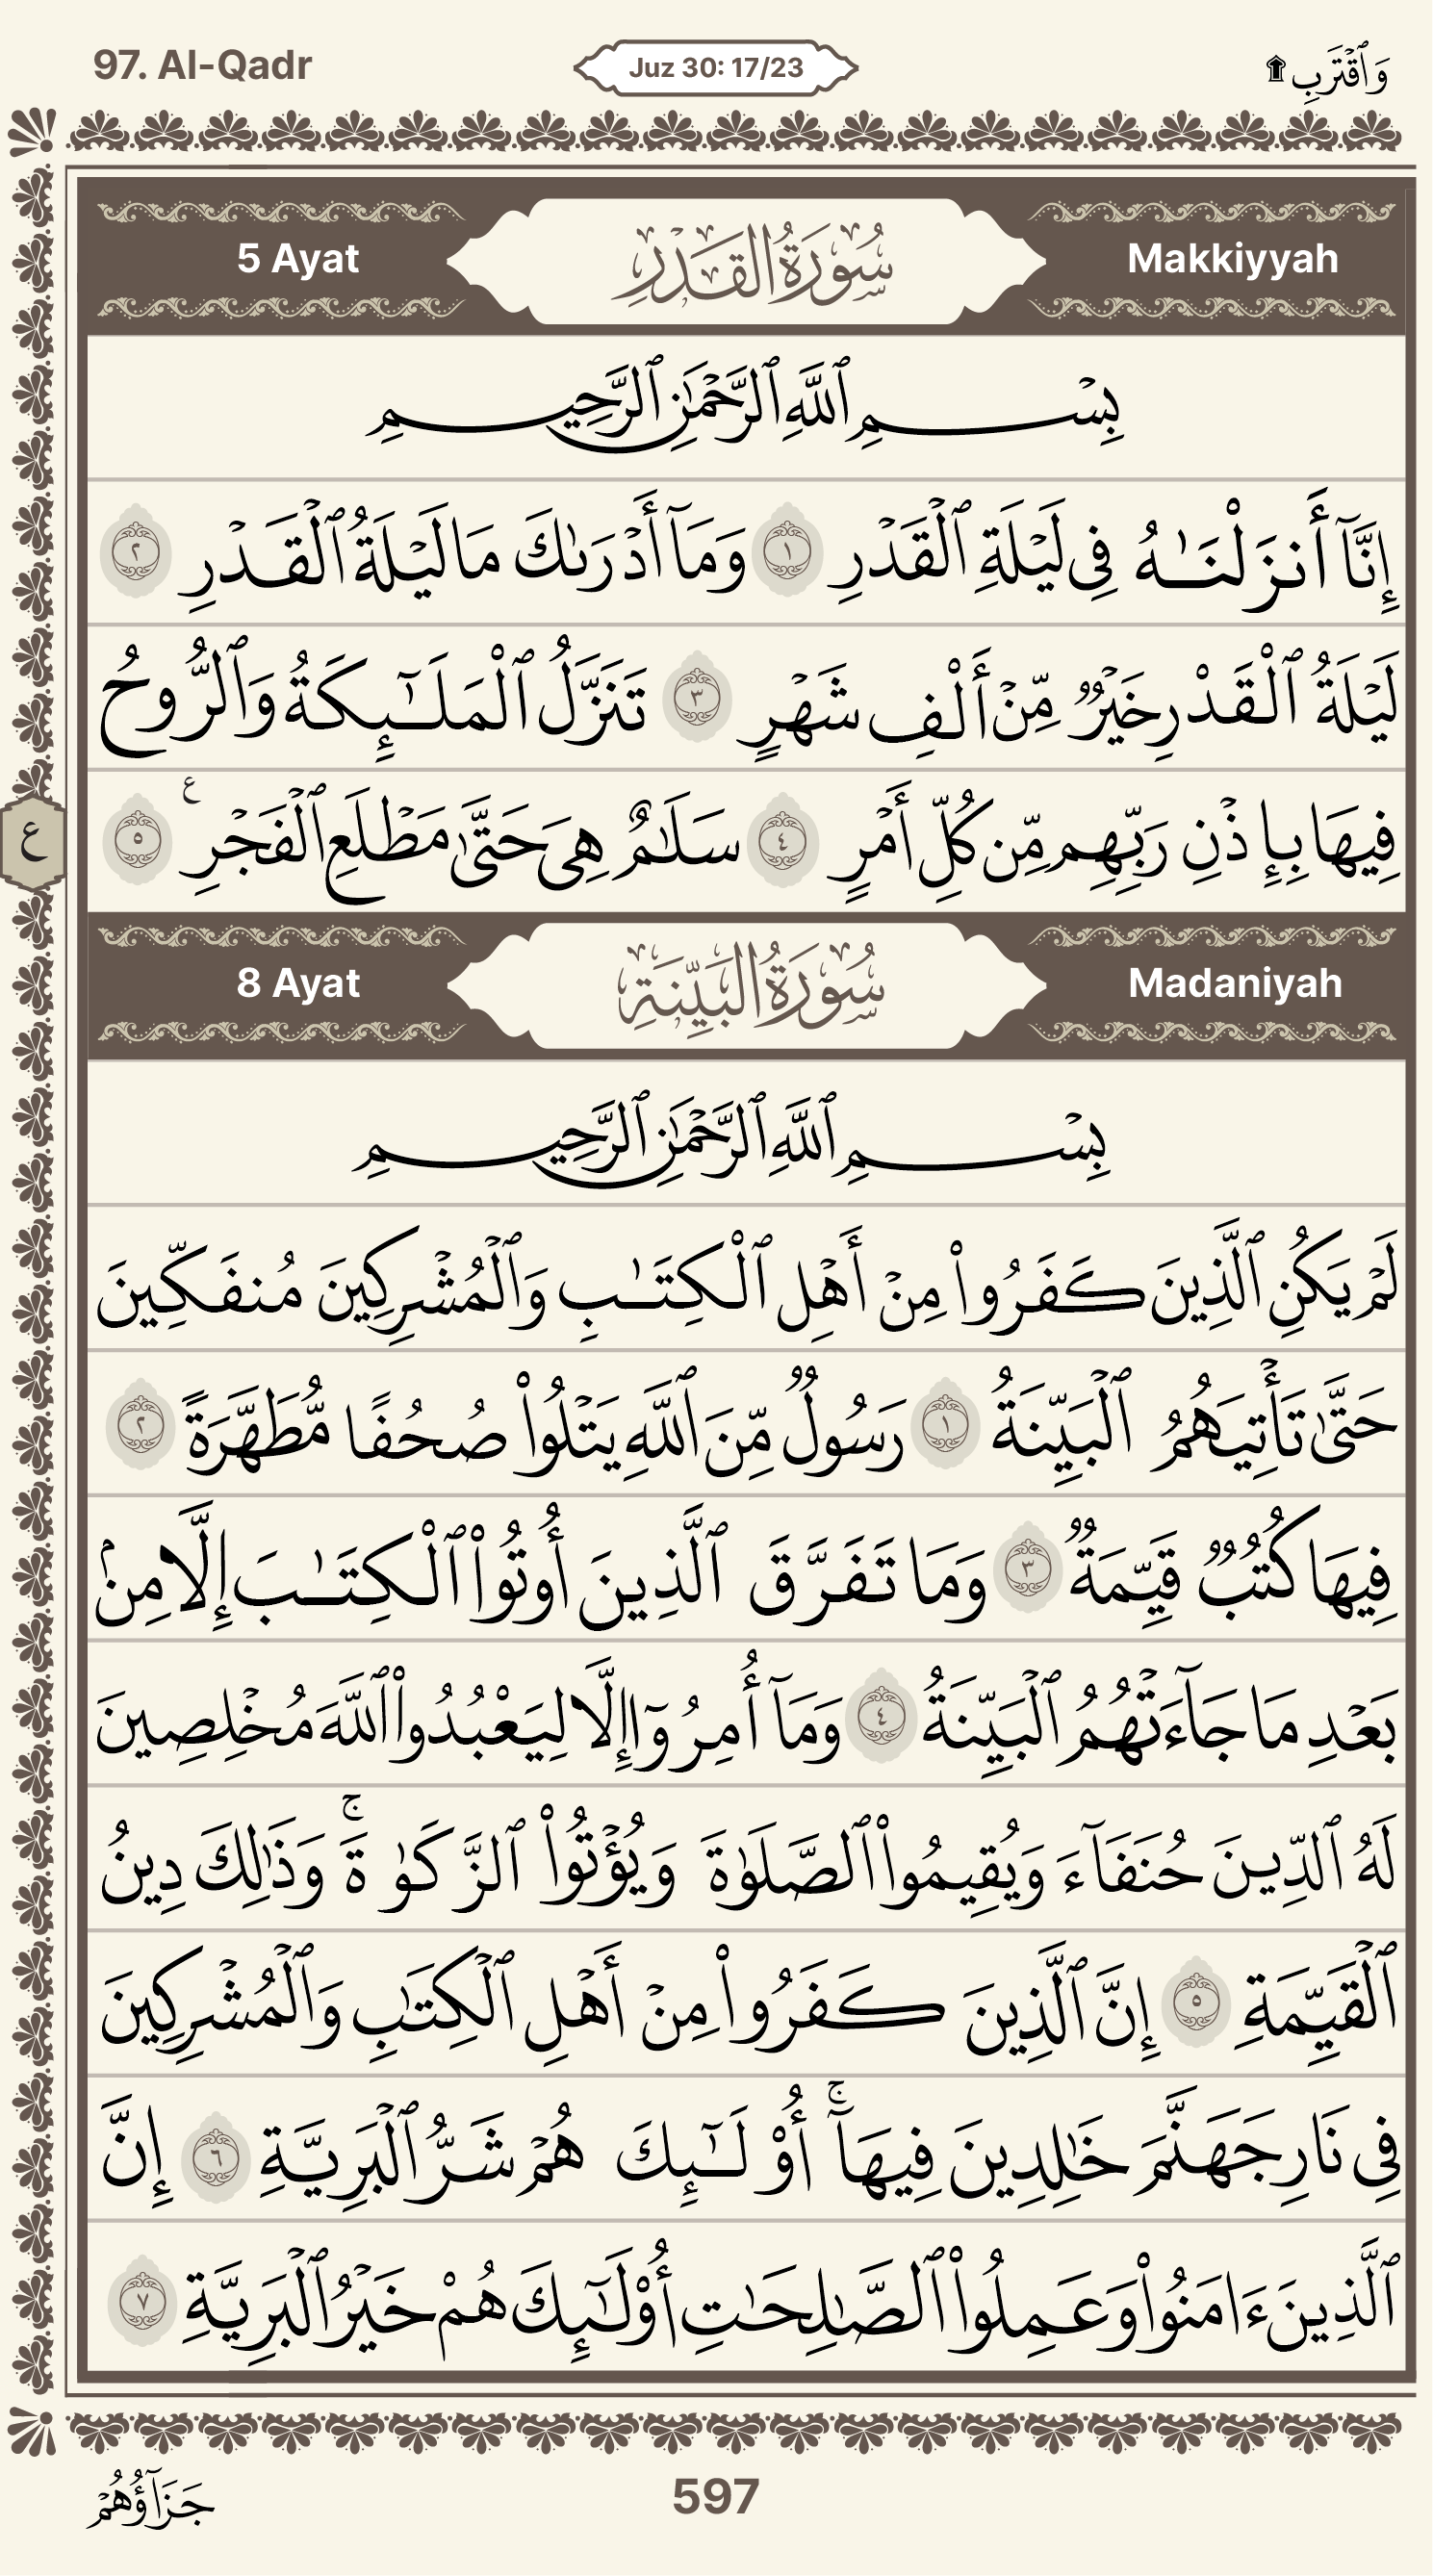 97. Al-Qadr
Juz 30: 17/23
وَٱقۡتَرِب ۩
5 Ayat
سُورَةُ القَدۡرِ
Makkiyyah
بِسۡمِ ٱللَّهِ ٱلرَّحۡمَٰنِ ٱلرَّحِيمِ
إِنَّآ أَنزَلْنَـٰهُ فِى لَيۡلَةِ ٱلۡقَدۡرِ ١ وَمَآ أَدۡرَىٰكَ مَا لَيۡلَةُ ٱلۡقَدۡرِ ٢
لَيۡلَةُ ٱلْقَدْرِ خَيۡرٌ مِّنۡ أَلْفِ شَهۡرٍ ٣ تَنَزَّلُ ٱلْمَلَـٰٓئِكَةُ وَٱلرُّوحُ
فِيهَا بِإِذۡنِ رَبِّهِم مِّن كُلِّ أَمۡرٍ ٤ سَلَـٰمٌ هِىَ حَتَّىٰ مَطۡلَعِ ٱلۡفَجۡرِ ٥ ع
ع
8 Ayat
سُورَةُ البَيِّنَةِ
Madaniyah
بِسۡمِ ٱللَّهِ ٱلرَّحۡمَٰنِ ٱلرَّحِيمِ
لَمۡ يَكُنِ ٱلَّذِينَ كَفَرُوا۟ مِنۡ أَهۡلِ ٱلْكِتَـٰبِ وَٱلۡمُشۡرِكِينَ مُنفَكِّينَ
حَتَّىٰ تَأۡتِيَهُمُ ٱلۡبَيِّنَةُ ١ رَسُولٌ مِّنَ ٱللَّهِ يَتۡلُوا۟ صُحُفًا مُّطَهَّرَةً ٢
فِيهَا كُتُبٌ قَيِّمَةٌ ٣ وَمَا تَفَرَّقَ ٱلَّذِينَ أُوتُوا۟ ٱلْكِتَـٰبَ إِلَّا مِنۢ
بَعۡدِ مَا جَآءَتۡهُمُ ٱلۡبَيِّنَةُ ٤ وَمَآ أُمِرُوٓا۟ إِلَّا لِيَعْبُدُوا۟ ٱللَّهَ مُخۡلِصِينَ
لَهُ ٱلدِّينَ حُنَفَآءَ وَيُقِيمُوا۟ ٱلصَّلَوٰةَ وَيُؤۡتُوا۟ ٱلزَّكَوٰةَ ۚ وَذَٰلِكَ دِينُ
ٱلۡقَيِّمَةِ ٥ إِنَّ ٱلَّذِينَ كَفَرُوا۟ مِنۡ أَهۡلِ ٱلۡكِتَـٰبِ وَٱلۡمُشۡرِكِينَ
فِى نَارِ جَهَنَّمَ خَـٰلِدِينَ فِيهَآ ۚ أُوْلَـٰٓئِكَ هُمۡ شَرُّ ٱلۡبَرِيَّةِ ٦ إِنَّ
ٱلَّذِينَ ءَامَنُوا۟ وَعَمِلُوا۟ ٱلصَّـٰلِحَـٰتِ أُوْلَـٰٓئِكَ هُمْ خَيۡرُ ٱلۡبَرِيَّةِ ٧
جَزَآؤُهُمۡ
597